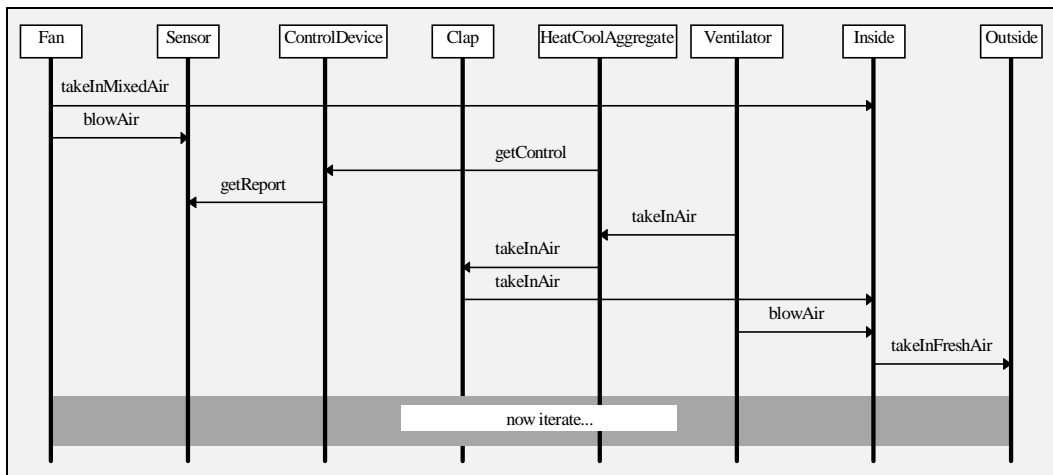 Fan Sensor ControlDevice Clap HeatCoolAggregate Ventilator Inside Outside
takeInMixedAir
blowAir
getControl
getReport
takeInAir
takeInAir
takeInAir
blowAir
takeInFreshAir
now iterate...